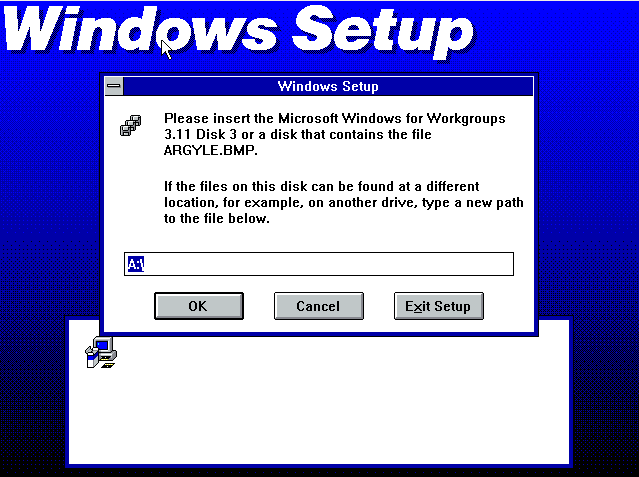 Windows Setup
Windows Setup
Please insert the Microsoft Windows for Workgroups
3.11 Disk 3 or a disk that contains the file
ARGYLE.BMP.
If the files on this disk can be found at a different
location, for example, on another drive, type a new path
to the file below.
A:\
OK
Cancel
Exit Setup